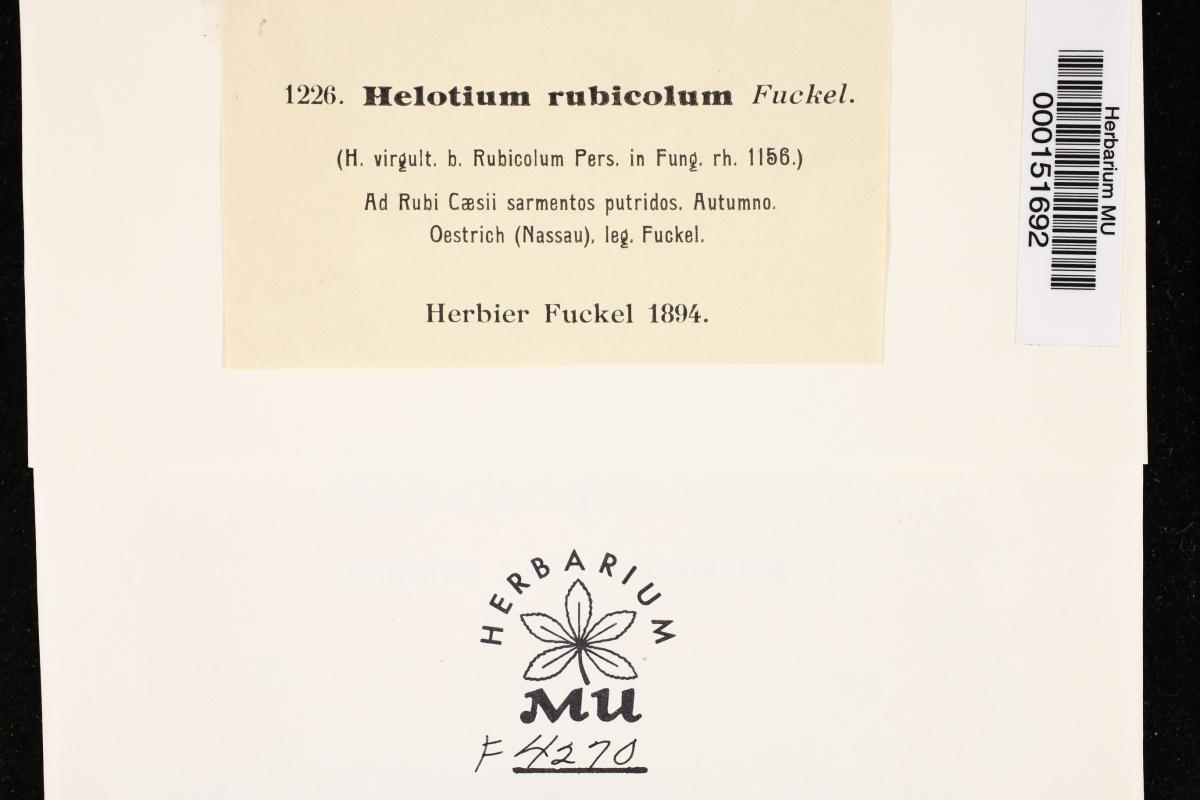 1226. Helotium rubicolum Fuckel.
(H. virgult. b. Rubicolum Pers. in Fung. rh. 1156.)
Ad Rubi Cæsii sarmentos putridos. Autumno.
Oestrich (Nassau), leg. Fuckel.
Herbier Fuckel 1894.
Herbarium MU
000151692
HERBARIUM
MU
F 4270